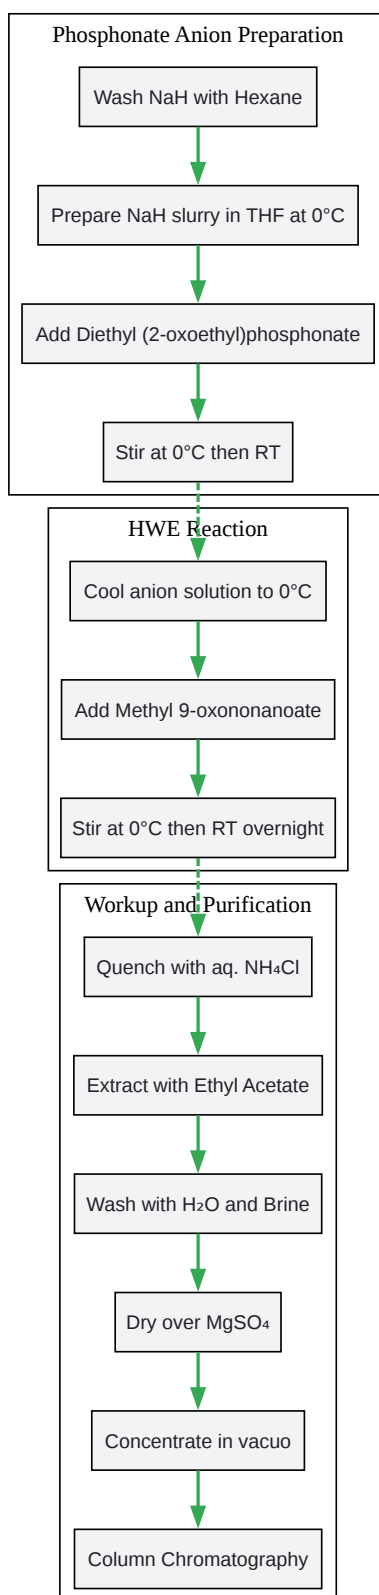 Phosphonate Anion Preparation
Wash NaH with Hexane
Prepare NaH slurry in THF at 0°C
Add Diethyl (2-oxoethyl)phosphonate
Stir at 0°C then RT
HWE Reaction
Cool anion solution to 0°C
Add Methyl 9-oxononanoate
Stir at 0°C then RT overnight
Workup and Purification
Quench with aq. NH₄Cl
Extract with Ethyl Acetate
Wash with H₂O and Brine
Dry over MgSO₄
Concentrate in vacuo
Column Chromatography